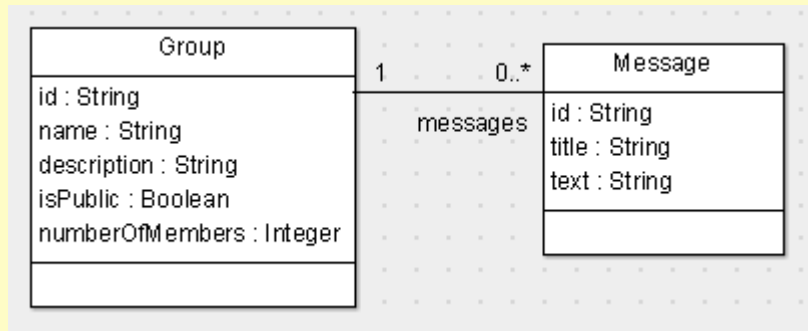 Group
id : String
name : String
description : String
isPublic : Boolean
numberOfMembers : Integer
1
0..*
messages
Message
id : String
title : String
text : String